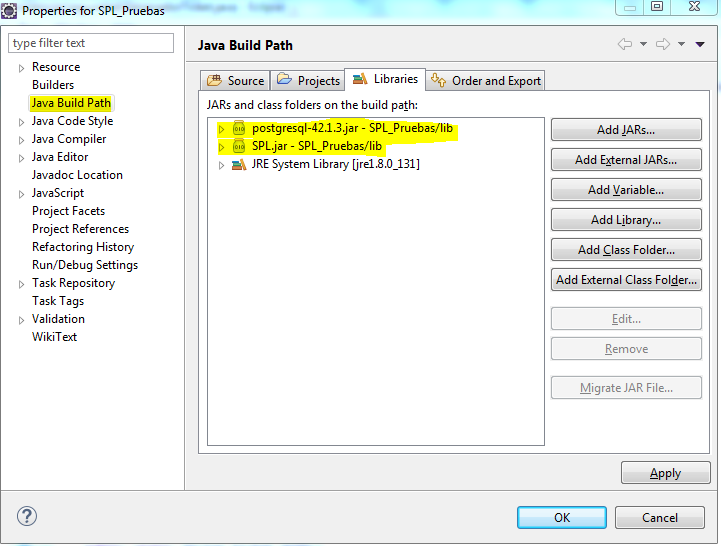 Properties for SPL_Pruebas
type filter text
Resource
Builders
Java Build Path
Java Code Style
Java Compiler
Java Editor
Javadoc Location
JavaScript
Project Facets
Project References
Refactoring History
Run/Debug Settings
Task Repository
Task Tags
Validation
WikiText
Java Build Path
Source
Projects
Libraries
Order and Export
JARs and class folders on the build path:
postgresql-42.1.3.jar - SPL_Pruebas/lib
SPL.jar - SPL_Pruebas/lib
JRE System Library [jre1.8.0_131]
Add JARs...
Add External JARs...
Add Variable...
Add Library...
Add Class Folder...
Add External Class Folder...
Edit...
Remove
Migrate JAR File...
Apply
OK
Cancel